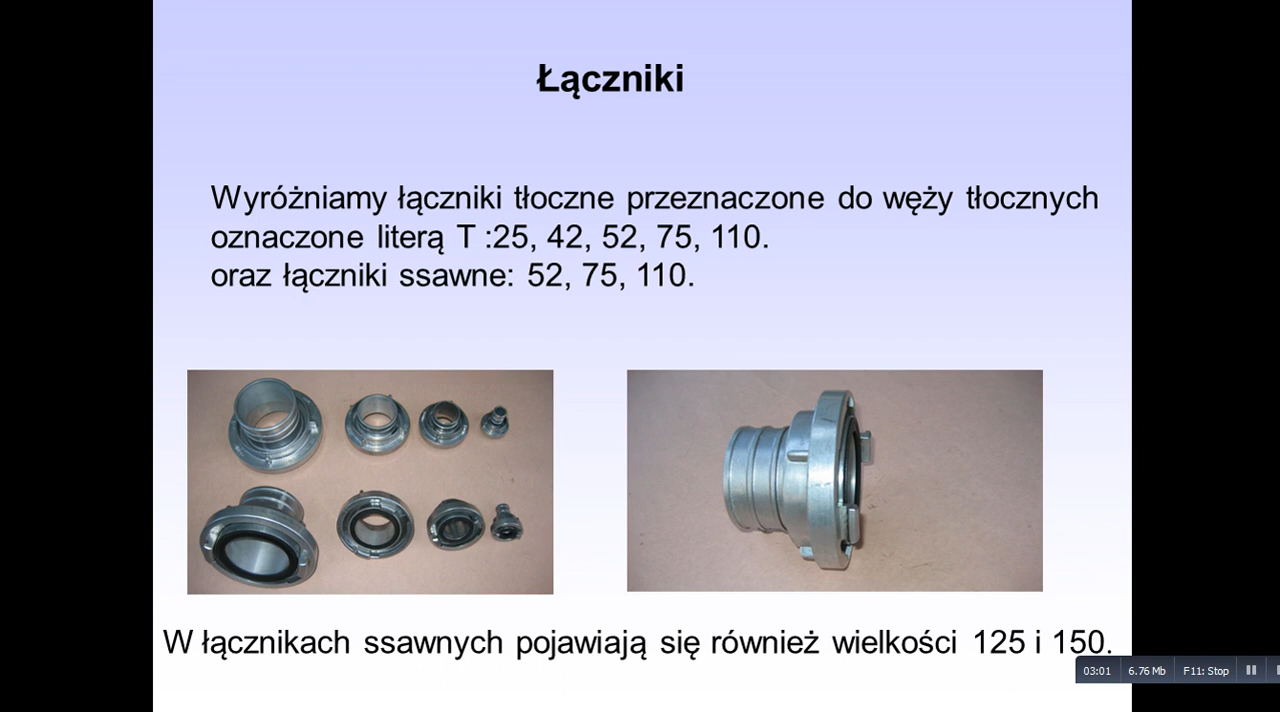 Łączniki
Wyróżniamy łączniki tłoczne przeznaczone do węży tłocznych
oznaczone literą T :25, 42, 52, 75, 110.
oraz łączniki ssawne: 52, 75, 110.
W łącznikach ssawnych pojawiają się również wielkości 125 i 150.
03:01 6.76 Mb F11: Stop